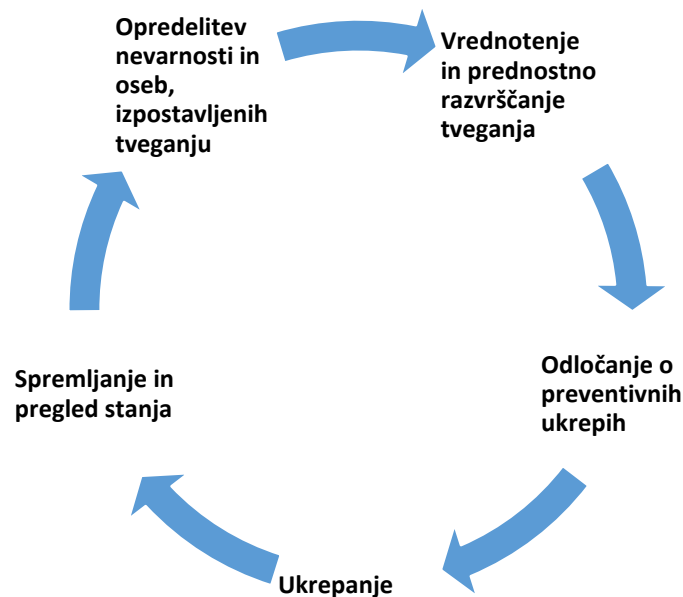 Opredelitev
nevarnosti in
oseb,
izpostavljenih
tveganju
Vrednotenje
in prednostno
razvrščanje
tveganja
Odločanje o
preventivnih
ukrepih
Ukrepanje
Spremljanje in
pregled stanja